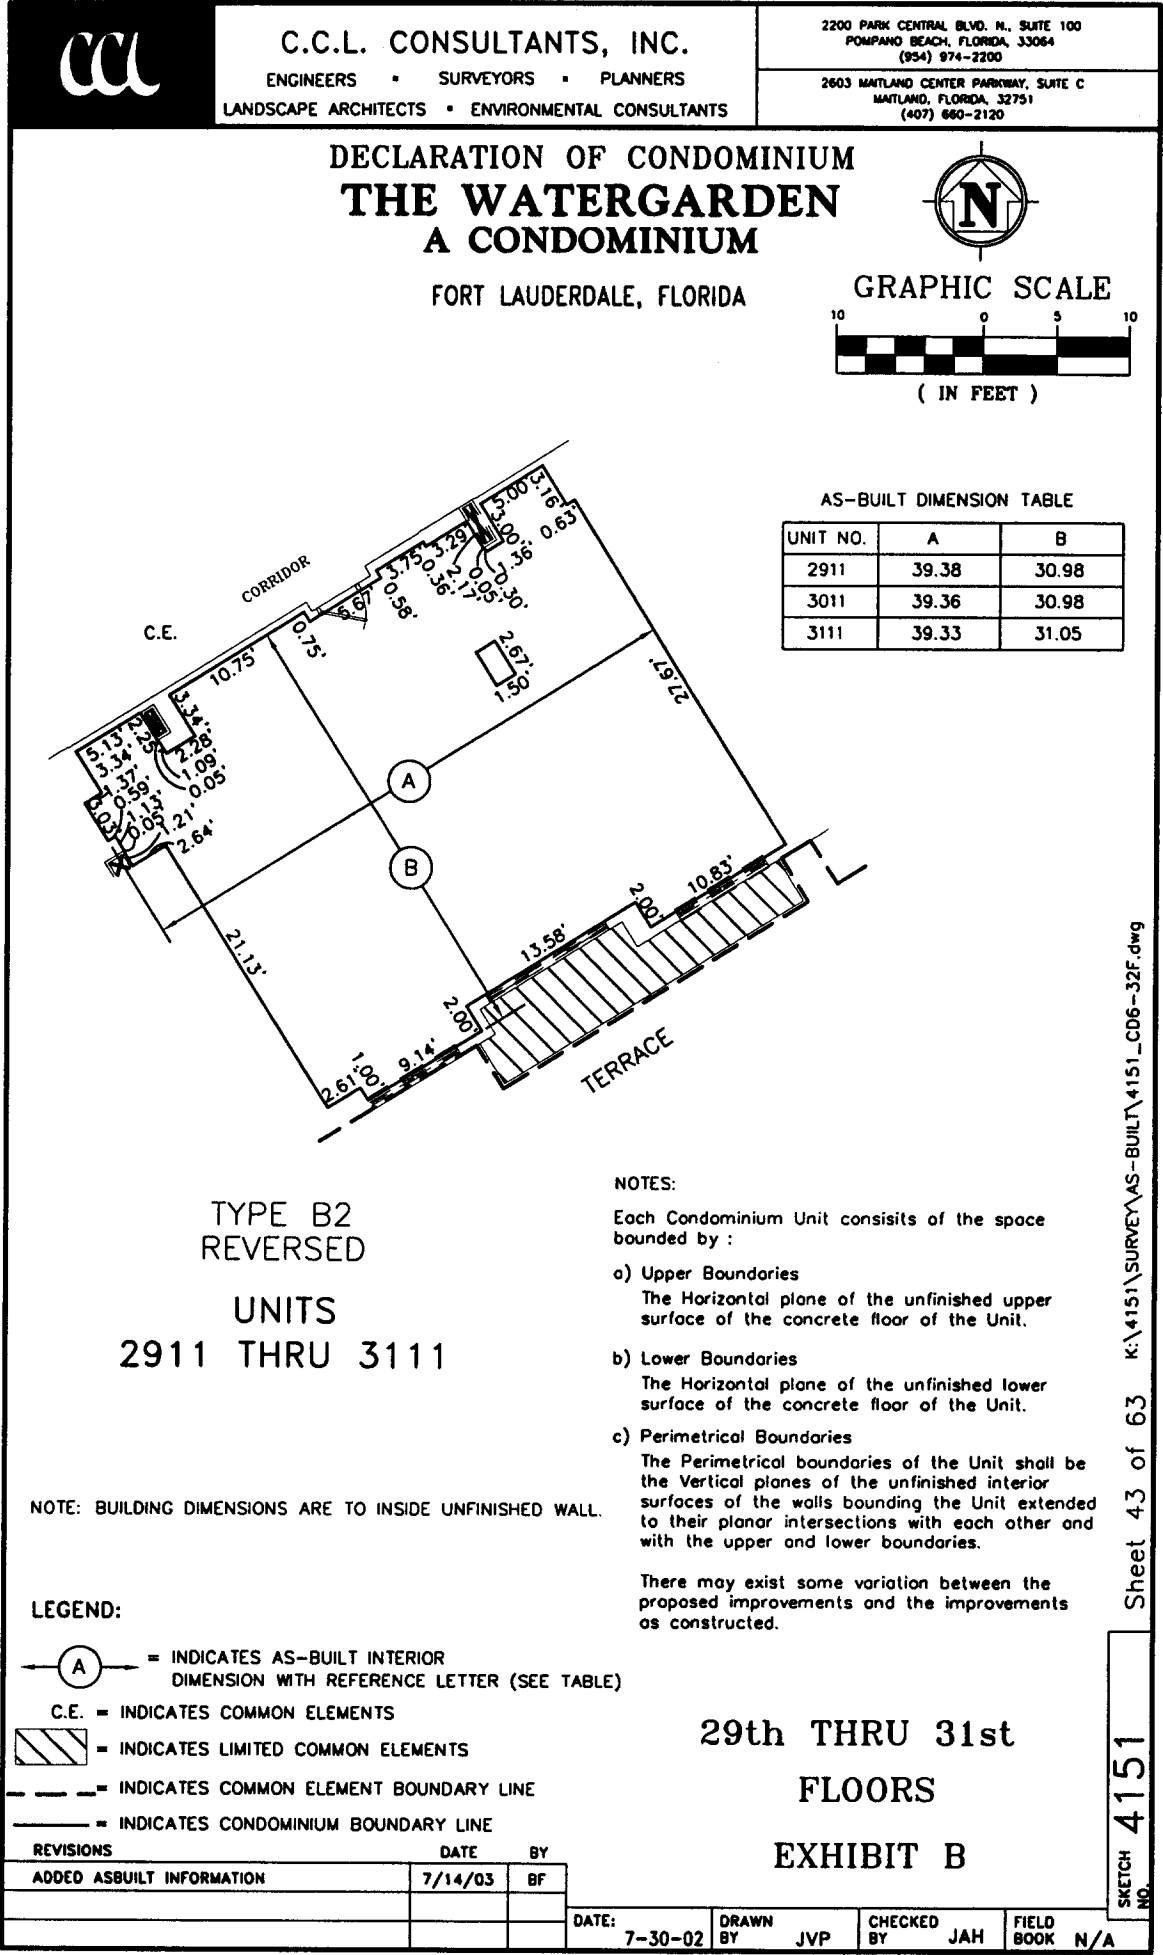 CCL
C.C.L. CONSULTANTS, INC.
ENGINEERS ▪ SURVEYORS ▪ PLANNERS
LANDSCAPE ARCHITECTS ▪ ENVIRONMENTAL CONSULTANTS
2200 PARK CENTRAL BLVD. N., SUITE 100
POMPANO BEACH, FLORIDA, 33064
(954) 974-2200
2603 MAITLAND CENTER PARKWAY, SUITE C
MAITLAND, FLORIDA, 32751
(407) 660-2120
DECLARATION OF CONDOMINIUM
THE WATERGARDEN
A CONDOMINIUM
FORT LAUDERDALE, FLORIDA
N
GRAPHIC SCALE
10 0 5 10
( IN FEET )
AS-BUILT DIMENSION TABLE
UNIT NO. A B
2911 39.38 30.98
3011 39.36 30.98
3111 39.33 31.05
CORRIDOR
C.E.
5.00'
3.16'
0.63'
3.00'
1.36
0.30'
0.05'
2.17'
3.29'
0.36'
3.75'
0.58'
6.67'
0.75'
10.75'
2.67'
1.50'
27.67'
3.34'
2.28'
2.25'
1.09'
0.05'
5.13'
3.34'
1.37'
0.59'
1.13'
3.03'
0.05'
1.21'
2.64'
A
B
21.13'
2.61'
1.00'
9.14'
2.00'
13.58'
2.00'
10.83'
TERRACE
TYPE B2
REVERSED
UNITS
2911 THRU 3111
NOTE: BUILDING DIMENSIONS ARE TO INSIDE UNFINISHED WALL.
NOTES:
Each Condominium Unit consisits of the space
bounded by :
a) Upper Boundaries
The Horizontal plane of the unfinished upper
surface of the concrete floor of the Unit.
b) Lower Boundaries
The Horizontal plane of the unfinished lower
surface of the concrete floor of the Unit.
c) Perimetrical Boundaries
The Perimetrical boundaries of the Unit shall be
the Vertical planes of the unfinished interior
surfaces of the walls bounding the Unit extended
to their planar intersections with each other and
with the upper and lower boundaries.
There may exist some variation between the
proposed improvements and the improvements
as constructed.
LEGEND:
A = INDICATES AS-BUILT INTERIOR
DIMENSION WITH REFERENCE LETTER (SEE TABLE)
C.E. = INDICATES COMMON ELEMENTS
= INDICATES LIMITED COMMON ELEMENTS
= INDICATES COMMON ELEMENT BOUNDARY LINE
= INDICATES CONDOMINIUM BOUNDARY LINE
29th THRU 31st
FLOORS
EXHIBIT B
REVISIONS DATE BY
ADDED ASBUILT INFORMATION 7/14/03 BF
DATE: 7-30-02
DRAWN BY JVP
CHECKED BY JAH
FIELD BOOK N/A
K:\4151\SURVEY\AS-BUILT\4151_CD6-32F.dwg
Sheet 43 of 63
SKETCH NO. 4151